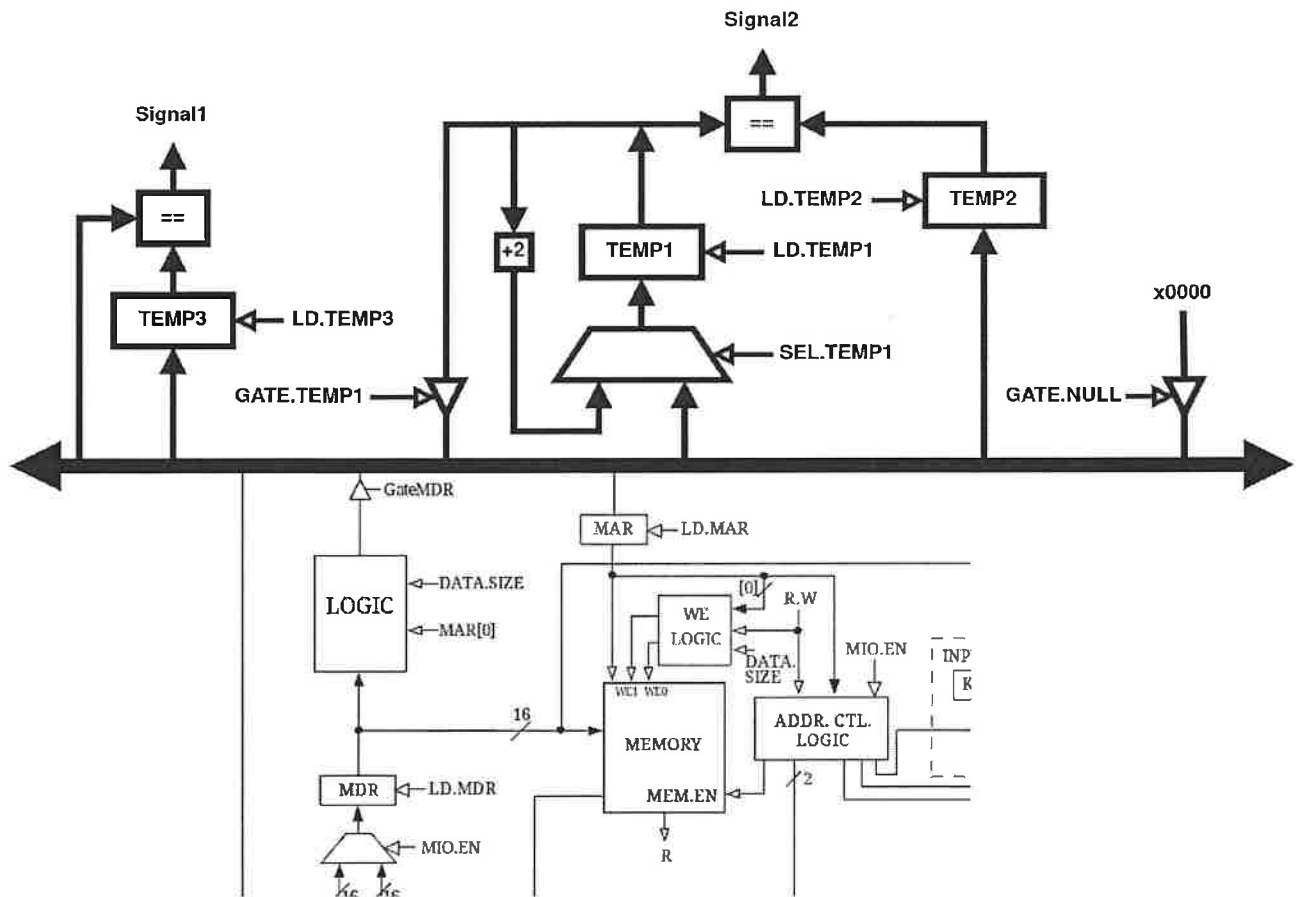 Signal2
Signal1
==
==
LD.TEMP2
TEMP2
+2
TEMP1
LD.TEMP1
x0000
TEMP3
LD.TEMP3
SEL.TEMP1
GATE.TEMP1
GATE.NULL
GateMDR
MAR
LD.MAR
LOGIC
DATA.SIZE
MAR[0]
[0]
R.W
WE
LOGIC
DATA.
SIZE
MIO.EN
WE1 WE0
16
MEMORY
MEM.EN
ADDR. CTL.
LOGIC
2
MDR
LD.MDR
MIO.EN
R
16
16